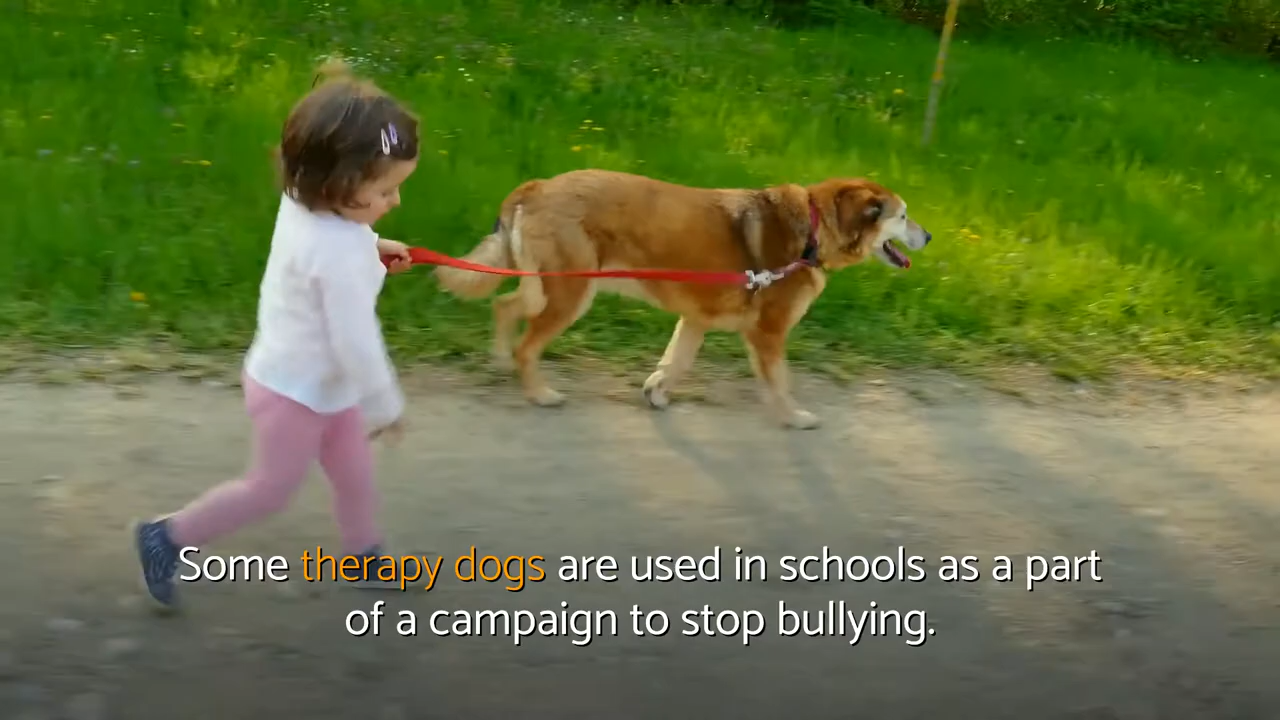 Some therapy dogs are used in schools as a part
of a campaign to stop bullying.